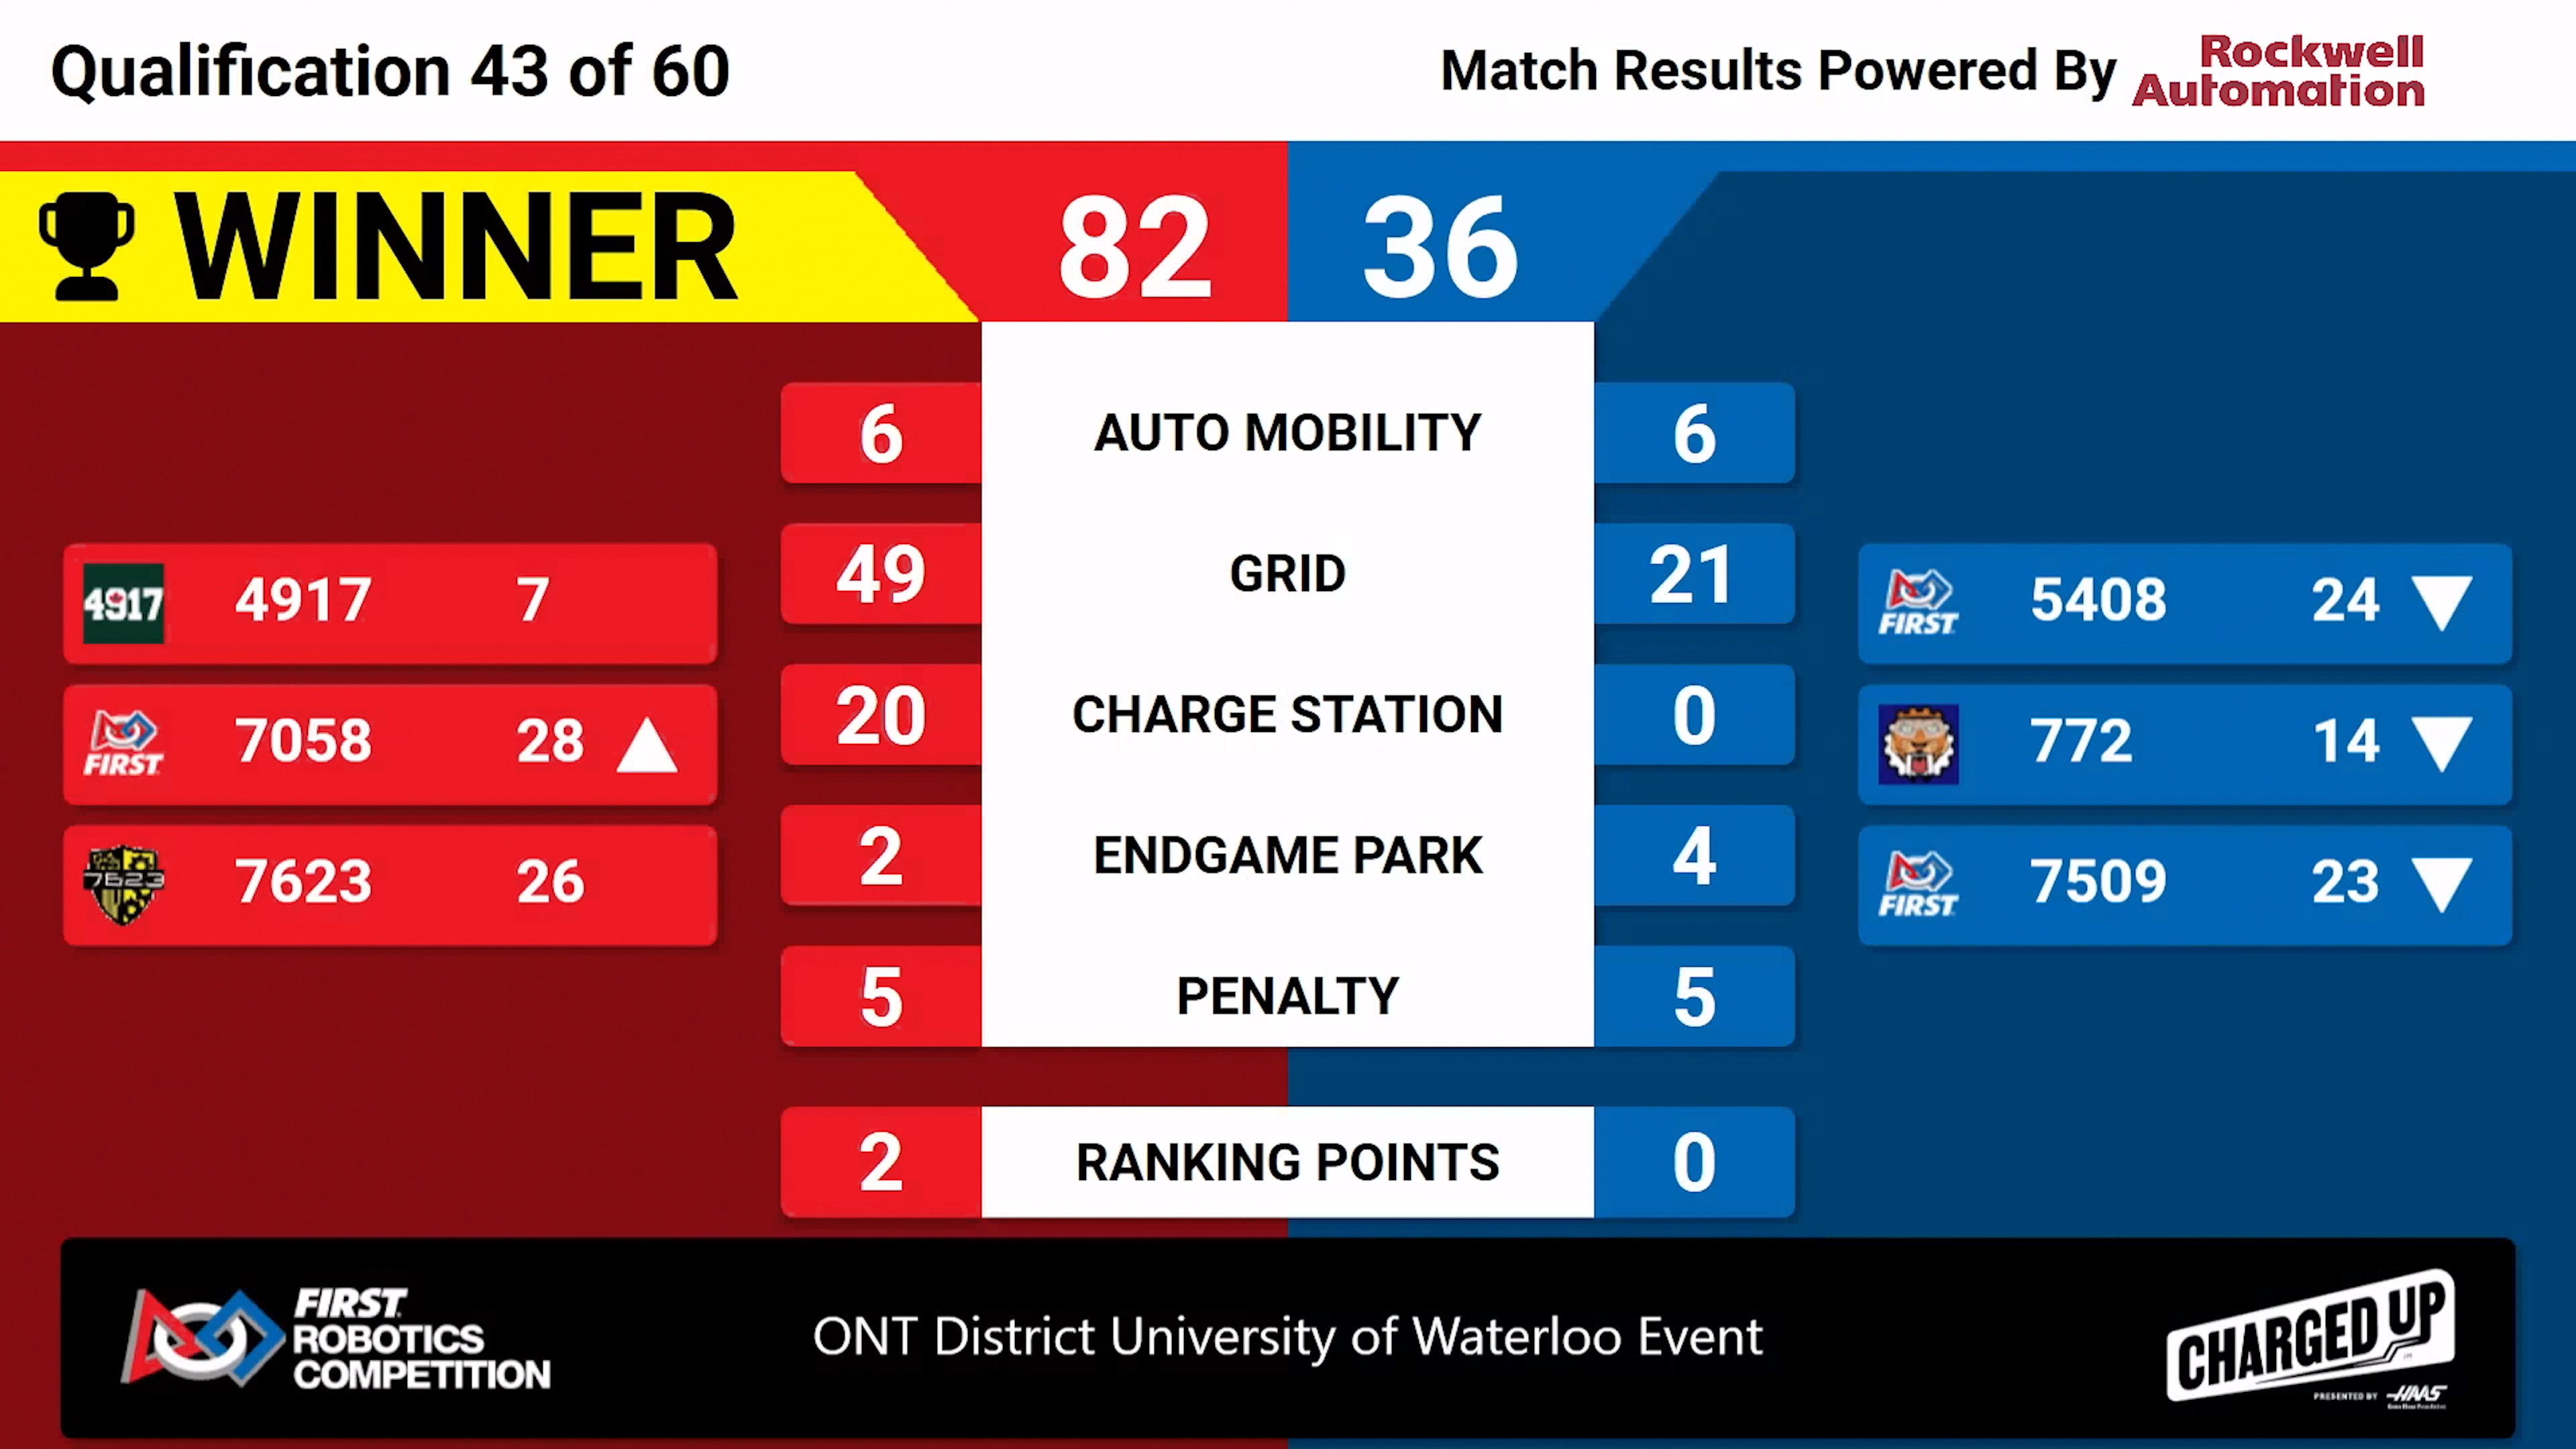 Qualification 43 of 60
Match Results Powered By
Rockwell
Automation
WINNER
82
36
6 AUTO MOBILITY 6
49 GRID 21
20 CHARGE STATION 0
2 ENDGAME PARK 4
5 PENALTY 5
2 RANKING POINTS 0
4917 4917 7
FIRST 7058 28
7623 7623 26
FIRST 5408 24
772 14
FIRST 7509 23
FIRST
ROBOTICS
COMPETITION
ONT District University of Waterloo Event
CHARGED UP
PRESENTED BY HAAS